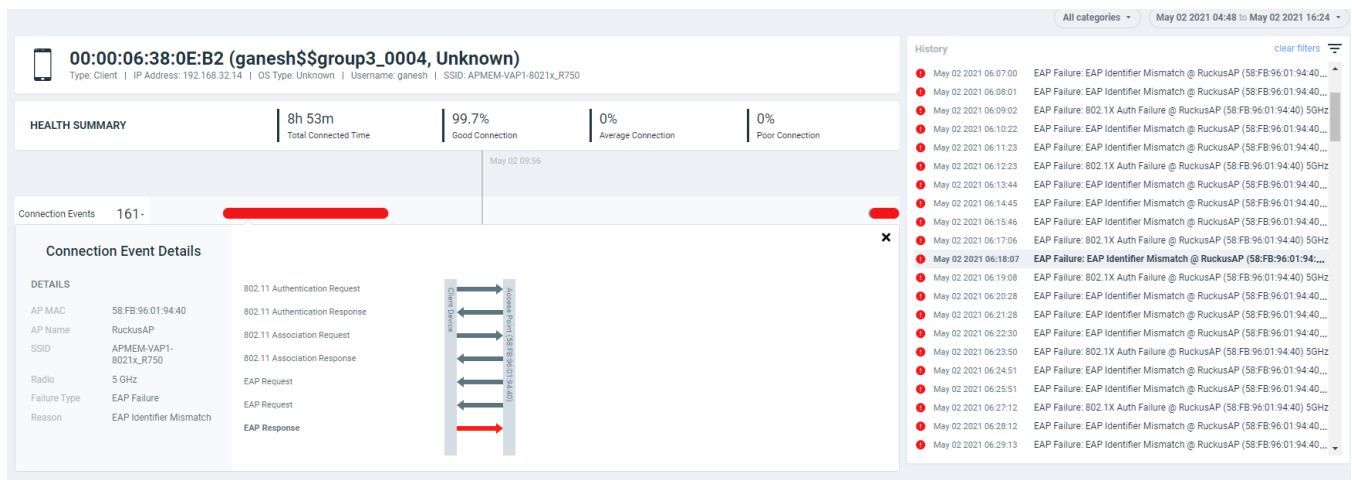 All categories
May 02 2021 04:48 to May 02 2021 16:24
00:00:06:38:0E:B2 (ganesh$$group3_0004, Unknown)
Type: Client | IP Address: 192.168.32.14 | OS Type: Unknown | Username: ganesh | SSID: APMEM-VAP1-8021x_R750
HEALTH SUMMARY
8h 53m
Total Connected Time
99.7%
Good Connection
0%
Average Connection
0%
Poor Connection
May 02 09:56
Connection Events 161-
Connection Event Details
DETAILS
AP MAC 58:FB:96:01:94:40
AP Name RuckusAP
SSID APMEM-VAP1-
8021x_R750
Radio 5 GHz
Failure Type EAP Failure
Reason EAP Identifier Mismatch
802.11 Authentication Request
802.11 Authentication Response
802.11 Association Request
802.11 Association Response
EAP Request
EAP Request
EAP Response
Client Device
Access Point (58:FB:96:01:94:40)
History
clear filters
May 02 2021 06:07:00 EAP Failure: EAP Identifier Mismatch @ RuckusAP (58:FB:96:01:94:40,...
May 02 2021 06:08:01 EAP Failure: EAP Identifier Mismatch @ RuckusAP (58:FB:96:01:94:40,...
May 02 2021 06:09:02 EAP Failure: 802.1X Auth Failure @ RuckusAP (58:FB:96:01:94:40) 5GHz
May 02 2021 06:10:22 EAP Failure: EAP Identifier Mismatch @ RuckusAP (58:FB:96:01:94:40,...
May 02 2021 06:11:23 EAP Failure: EAP Identifier Mismatch @ RuckusAP (58:FB:96:01:94:40,...
May 02 2021 06:12:23 EAP Failure: 802.1X Auth Failure @ RuckusAP (58:FB:96:01:94:40) 5GHz
May 02 2021 06:13:44 EAP Failure: EAP Identifier Mismatch @ RuckusAP (58:FB:96:01:94:40,...
May 02 2021 06:14:45 EAP Failure: EAP Identifier Mismatch @ RuckusAP (58:FB:96:01:94:40,...
May 02 2021 06:15:46 EAP Failure: EAP Identifier Mismatch @ RuckusAP (58:FB:96:01:94:40,...
May 02 2021 06:17:06 EAP Failure: 802.1X Auth Failure @ RuckusAP (58:FB:96:01:94:40) 5GHz
May 02 2021 06:18:07 EAP Failure: EAP Identifier Mismatch @ RuckusAP (58:FB:96:01:94:...
May 02 2021 06:19:08 EAP Failure: 802.1X Auth Failure @ RuckusAP (58:FB:96:01:94:40) 5GHz
May 02 2021 06:20:28 EAP Failure: EAP Identifier Mismatch @ RuckusAP (58:FB:96:01:94:40,...
May 02 2021 06:21:28 EAP Failure: EAP Identifier Mismatch @ RuckusAP (58:FB:96:01:94:40,...
May 02 2021 06:22:30 EAP Failure: EAP Identifier Mismatch @ RuckusAP (58:FB:96:01:94:40,...
May 02 2021 06:23:50 EAP Failure: 802.1X Auth Failure @ RuckusAP (58:FB:96:01:94:40) 5GHz
May 02 2021 06:24:51 EAP Failure: EAP Identifier Mismatch @ RuckusAP (58:FB:96:01:94:40,...
May 02 2021 06:25:51 EAP Failure: EAP Identifier Mismatch @ RuckusAP (58:FB:96:01:94:40,...
May 02 2021 06:27:12 EAP Failure: 802.1X Auth Failure @ RuckusAP (58:FB:96:01:94:40) 5GHz
May 02 2021 06:28:12 EAP Failure: EAP Identifier Mismatch @ RuckusAP (58:FB:96:01:94:40,...
May 02 2021 06:29:13 EAP Failure: EAP Identifier Mismatch @ RuckusAP (58:FB:96:01:94:40,...